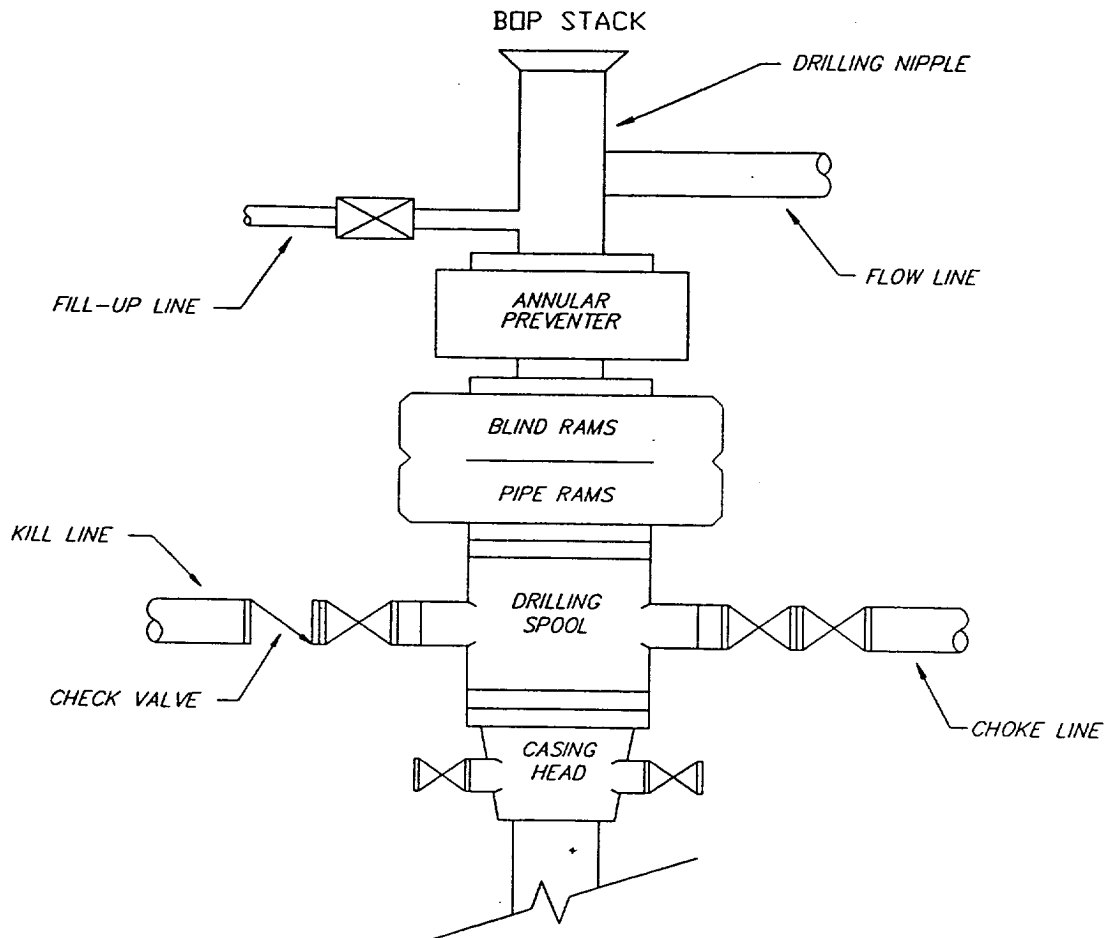 BOP STACK
DRILLING NIPPLE
FLOW LINE
FILL-UP LINE
ANNULAR
PREVENTER
BLIND RAMS
PIPE RAMS
KILL LINE
DRILLING
SPOOL
CHECK VALVE
CHOKE LINE
CASING
HEAD